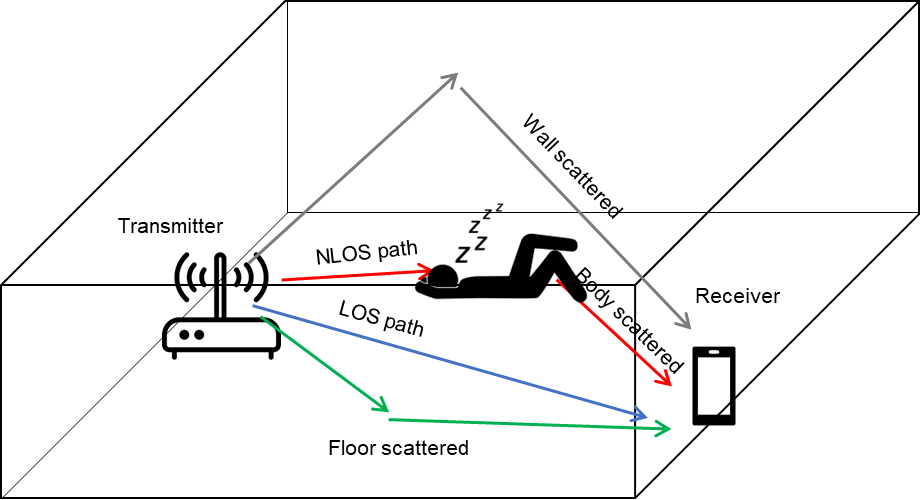 Wall scattered
Transmitter
z
z
z
z
z
NLOS path
Body scattered
Receiver
LOS path
Floor scattered